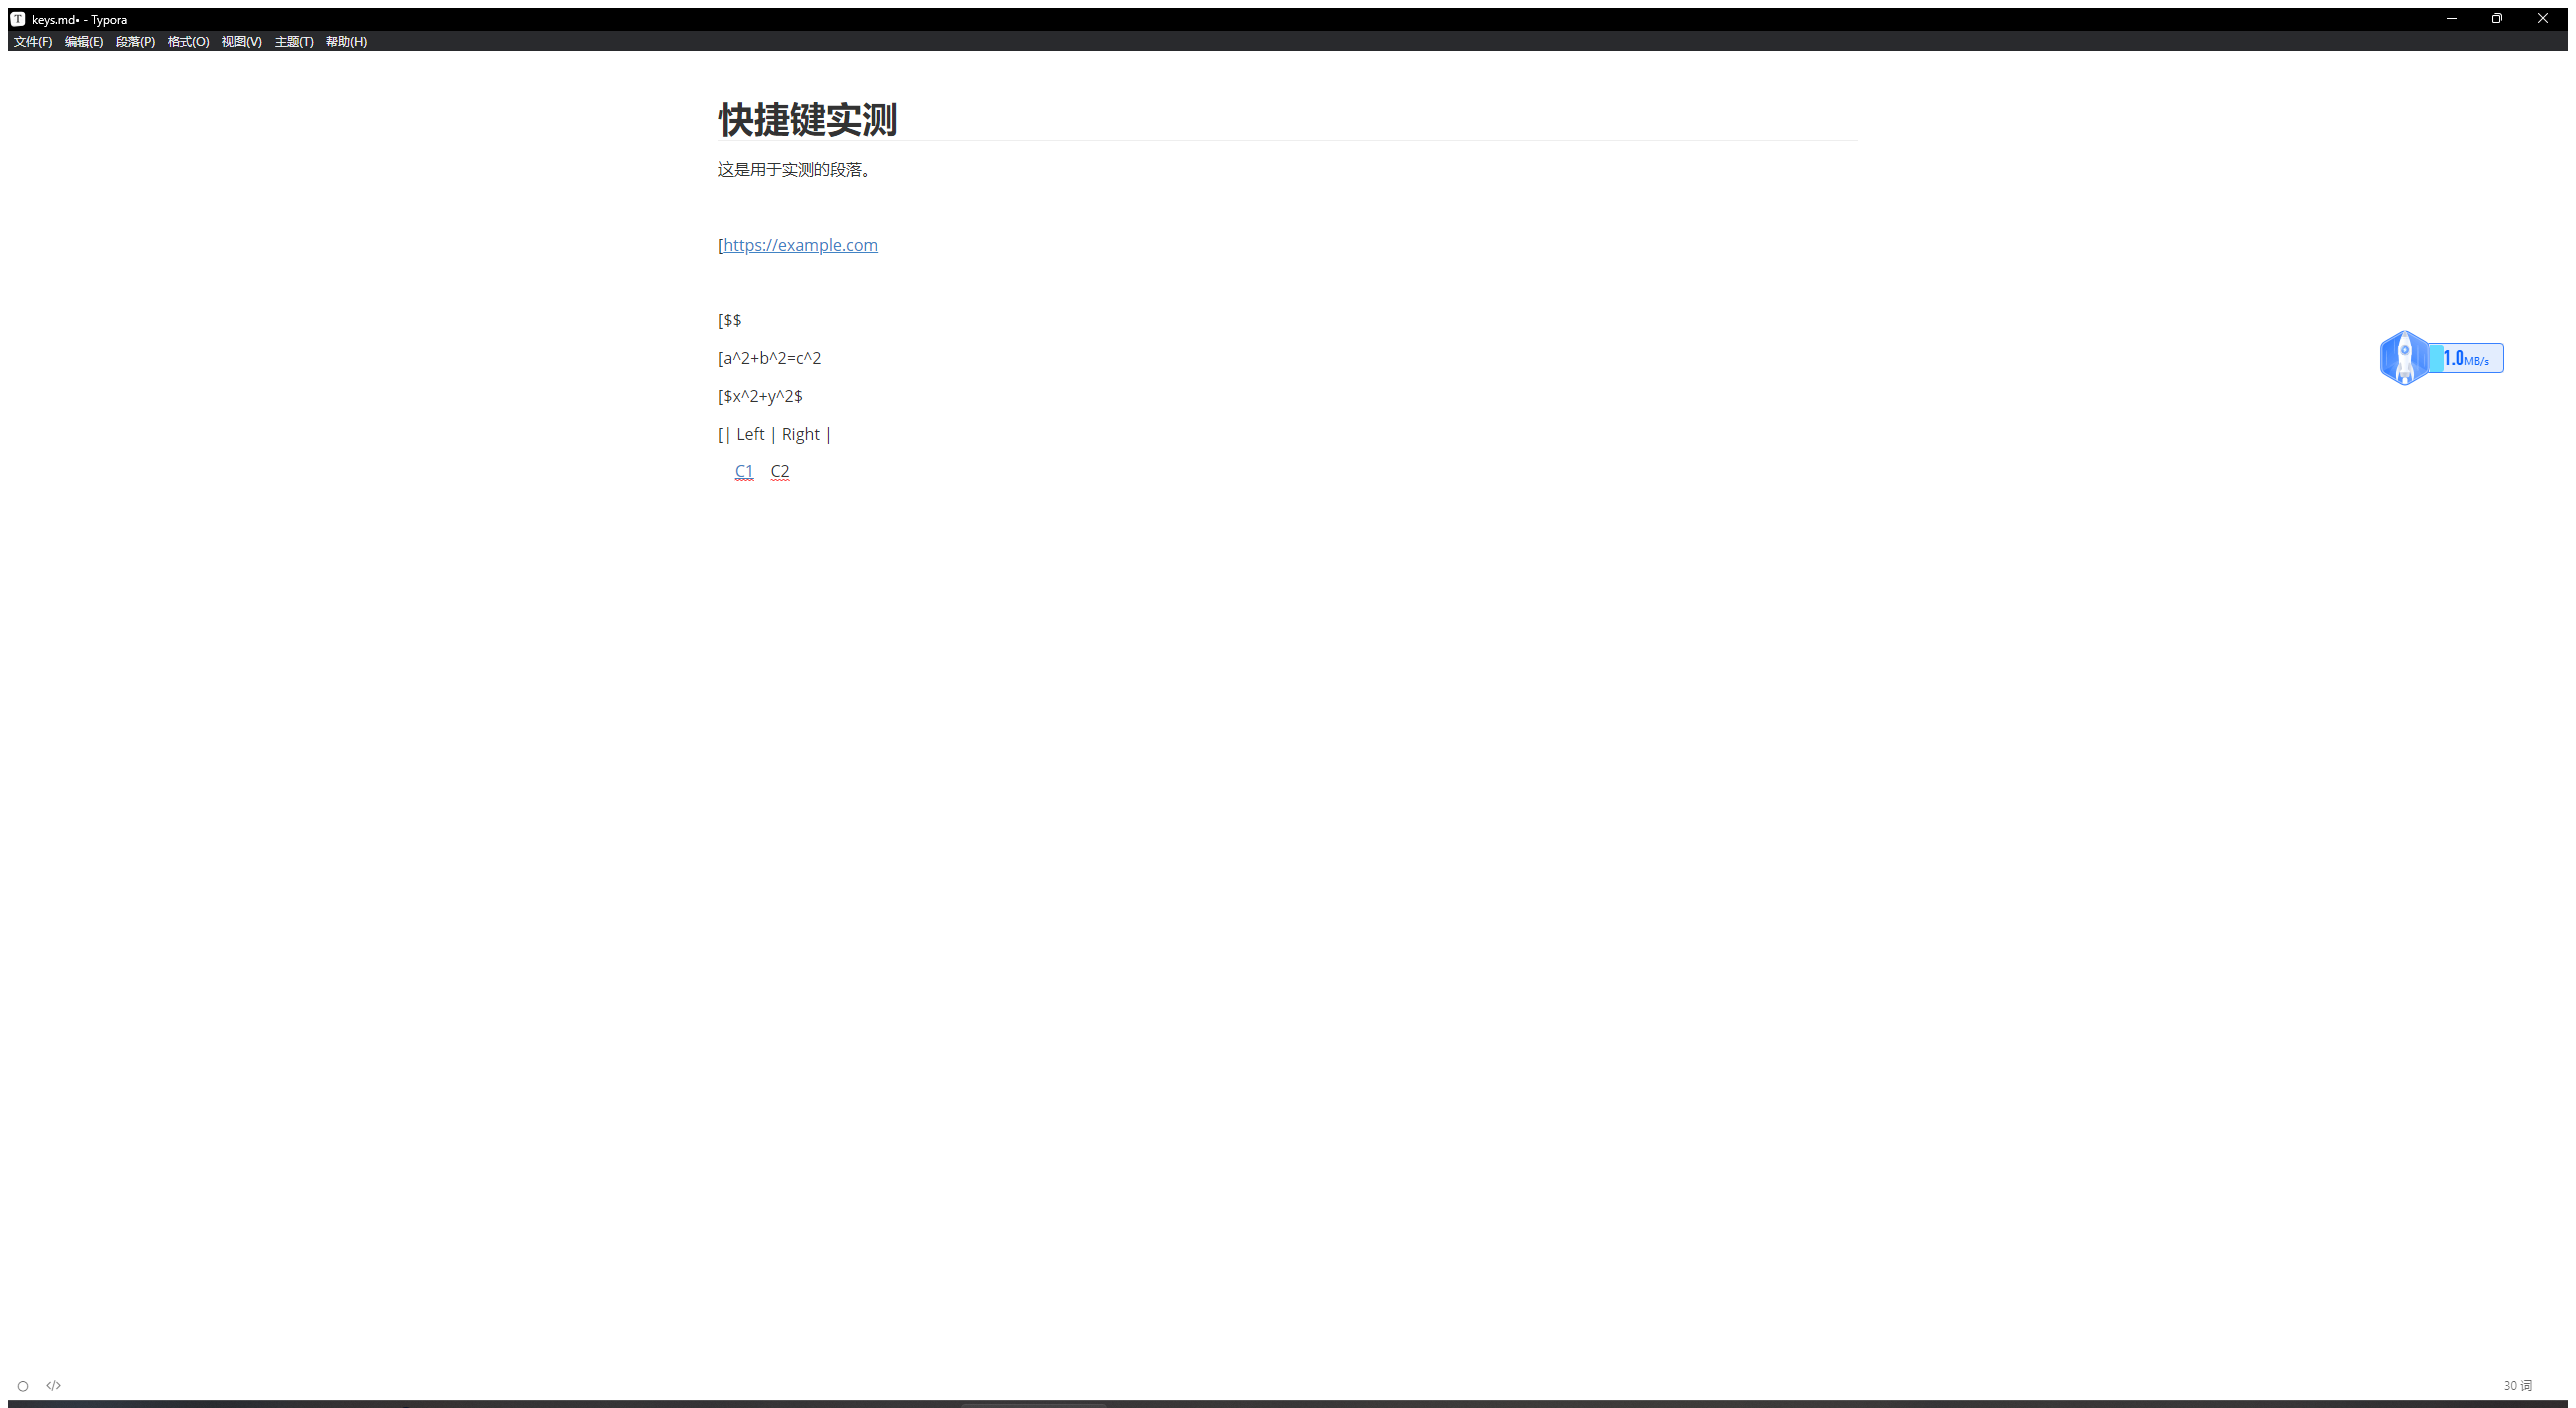 keys.md• - Typora
文件(F) 编辑(E) 段落(P) 格式(O) 视图(V) 主题(T) 帮助(H)
快捷键实测
这是用于实测的段落。
[https://example.com
[$$
[a^2+b^2=c^2
1.0MB/s
[$x^2+y^2$
[| Left | Right |
C1 C2
</> 30 词